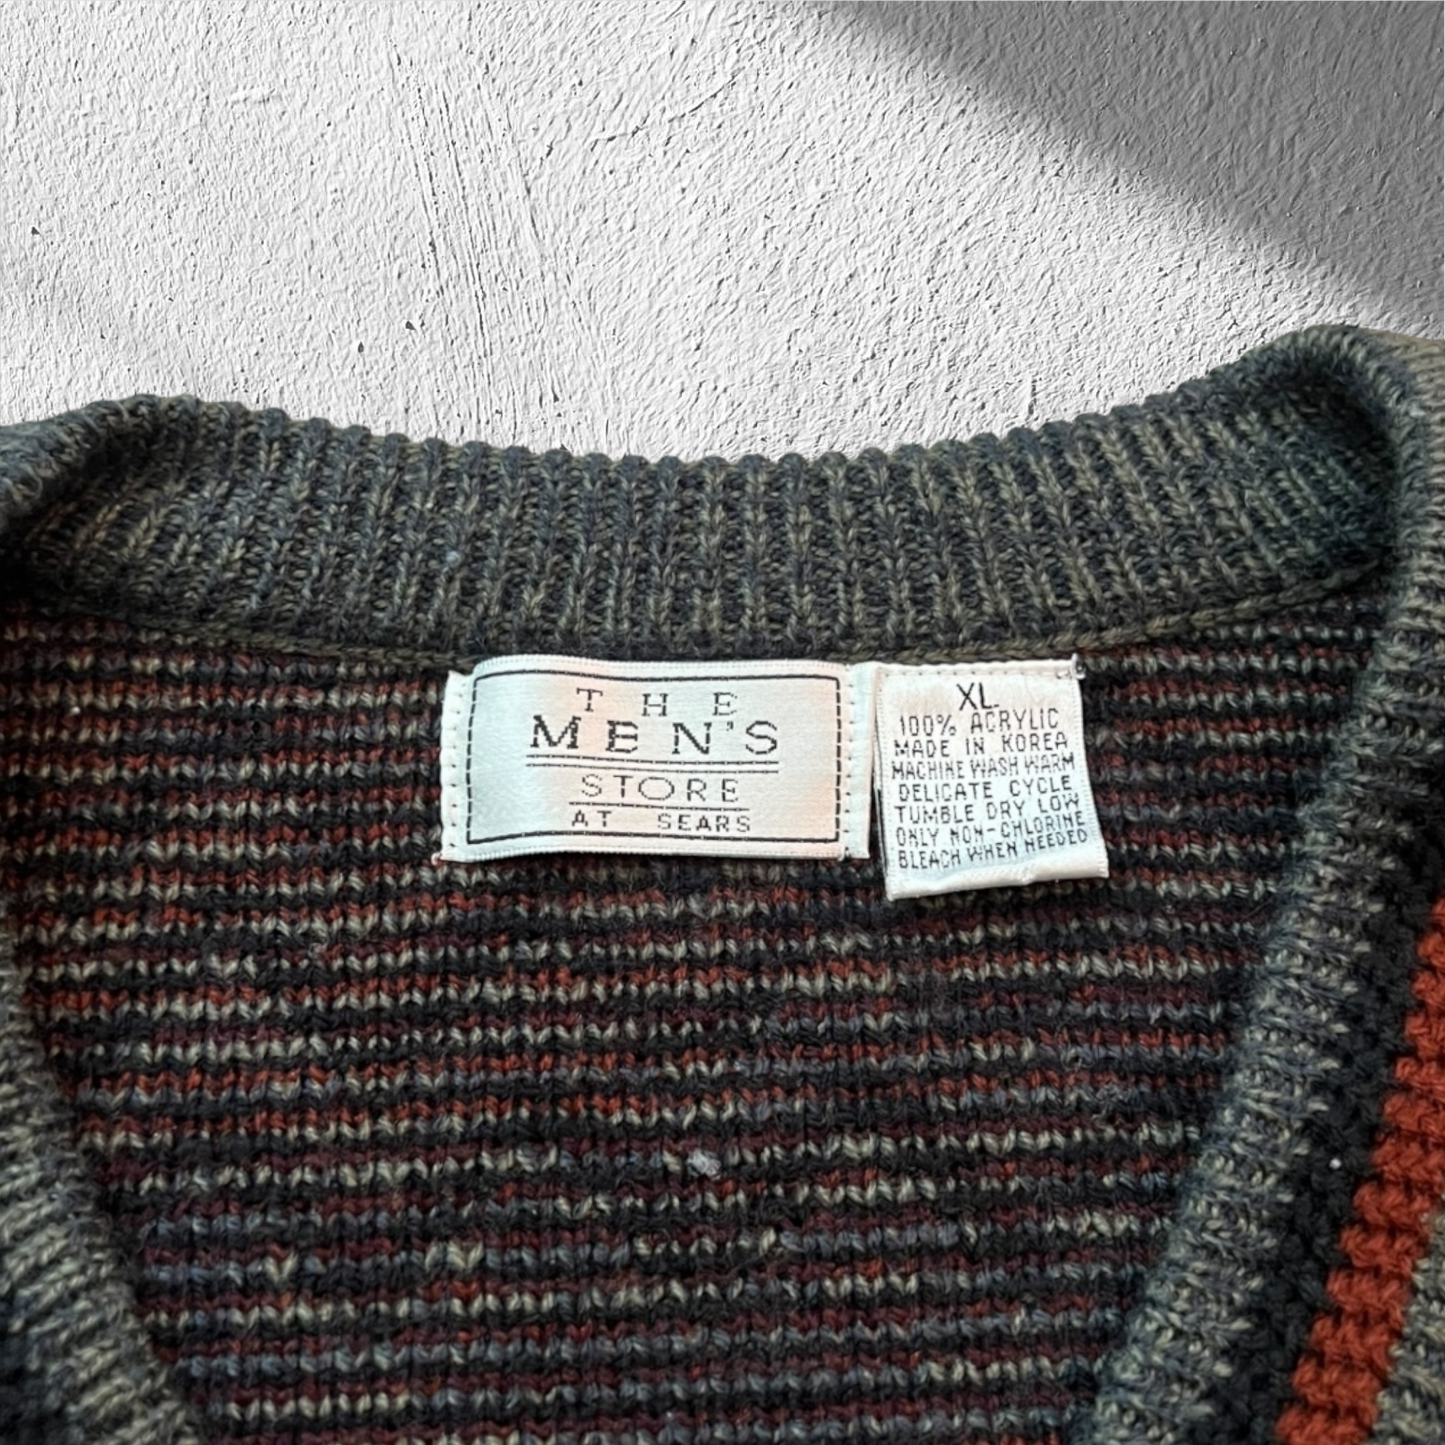 THE
MEN'S
STORE
AT SEARS
XL
100% ACRYLIC
MADE IN KOREA
MACHINE WASH WARM
DELICATE CYCLE
TUMBLE DRY LOW
ONLY NON-CHLORINE
BLEACH WHEN NEEDED